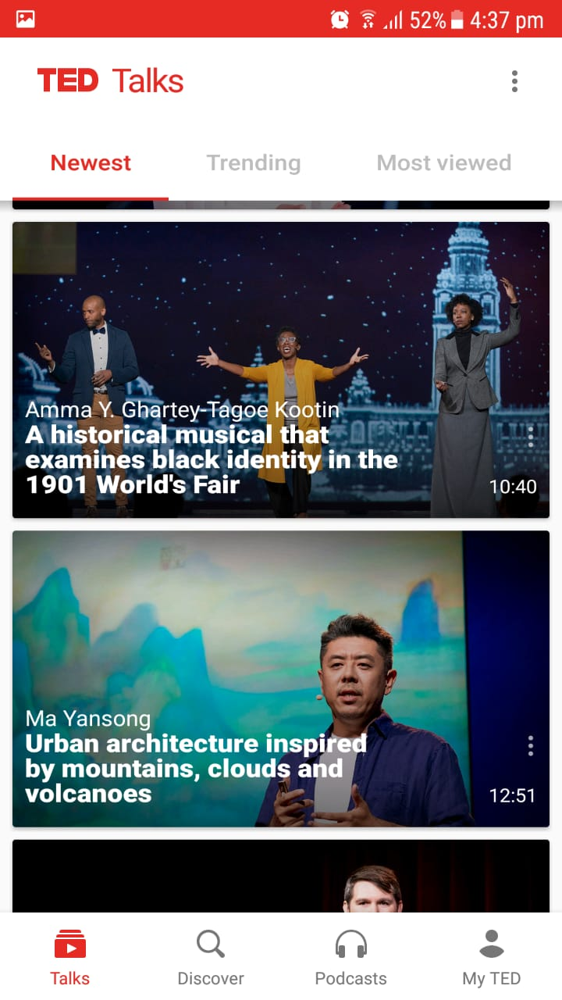 52% 4:37 pm
TED Talks
Newest Trending Most viewed
Amma Y. Ghartey-Tagoe Kootin
A historical musical that
examines black identity in the
1901 World's Fair
10:40
Ma Yansong
Urban architecture inspired
by mountains, clouds and
volcanoes
12:51
Talks Discover Podcasts My TED